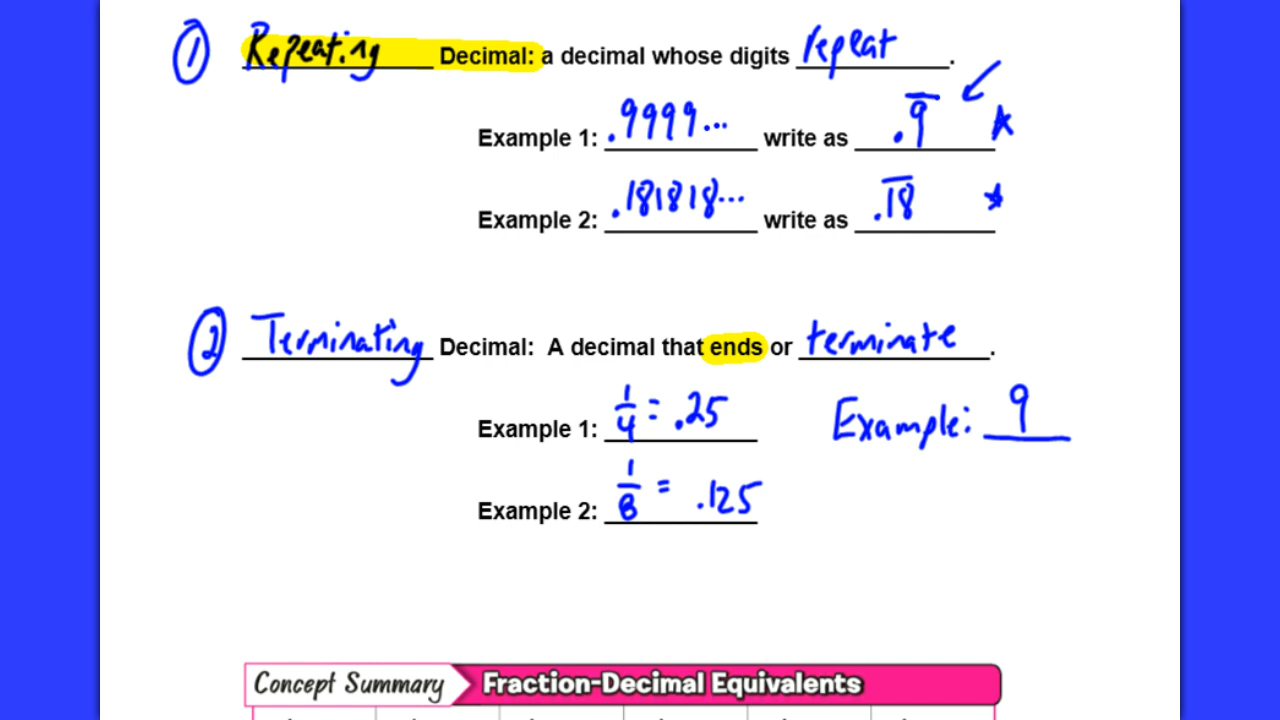 ① Repeating Decimal: a decimal whose digits repeat.
Example 1: .9999... write as .9̅
Example 2: .181818... write as .1̅8̅
② Terminating Decimal: A decimal that ends or terminate.
Example 1: 1/4 = .25 Example: 9
Example 2: 1/8 = .125
Concept Summary Fraction-Decimal Equivalents